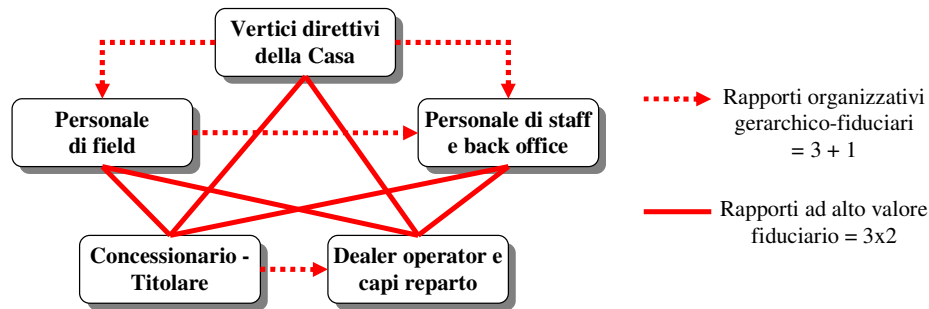 Vertici direttivi
della Casa
Personale
di field
Personale di staff
e back office
Rapporti organizzativi
gerarchico-fiduciari
= 3 + 1
Concessionario -
Titolare
Dealer operator e
capi reparto
Rapporti ad alto valore
fiduciario = 3x2